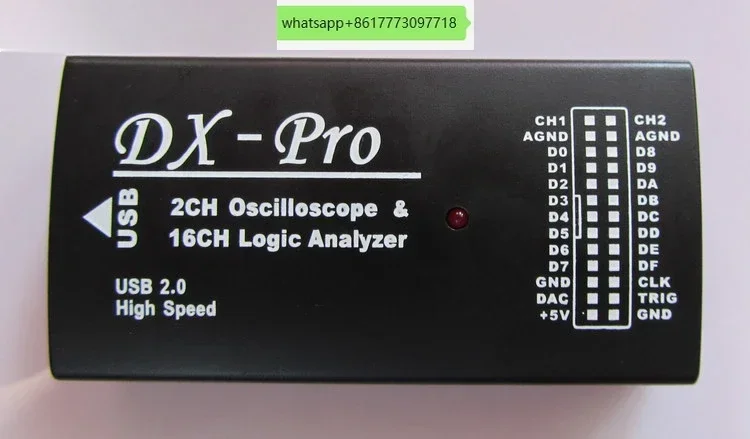 whatsapp+8617773097718
DX-Pro
2CH Oscilloscope &
16CH Logic Analyzer
USB
USB 2.0
High Speed
CH1 CH2
AGND AGND
D0 D8
D1 D9
D2 DA
D3 DB
D4 DC
D5 DD
D6 DE
D7 DF
GND CLK
DAC TRIG
+5V GND